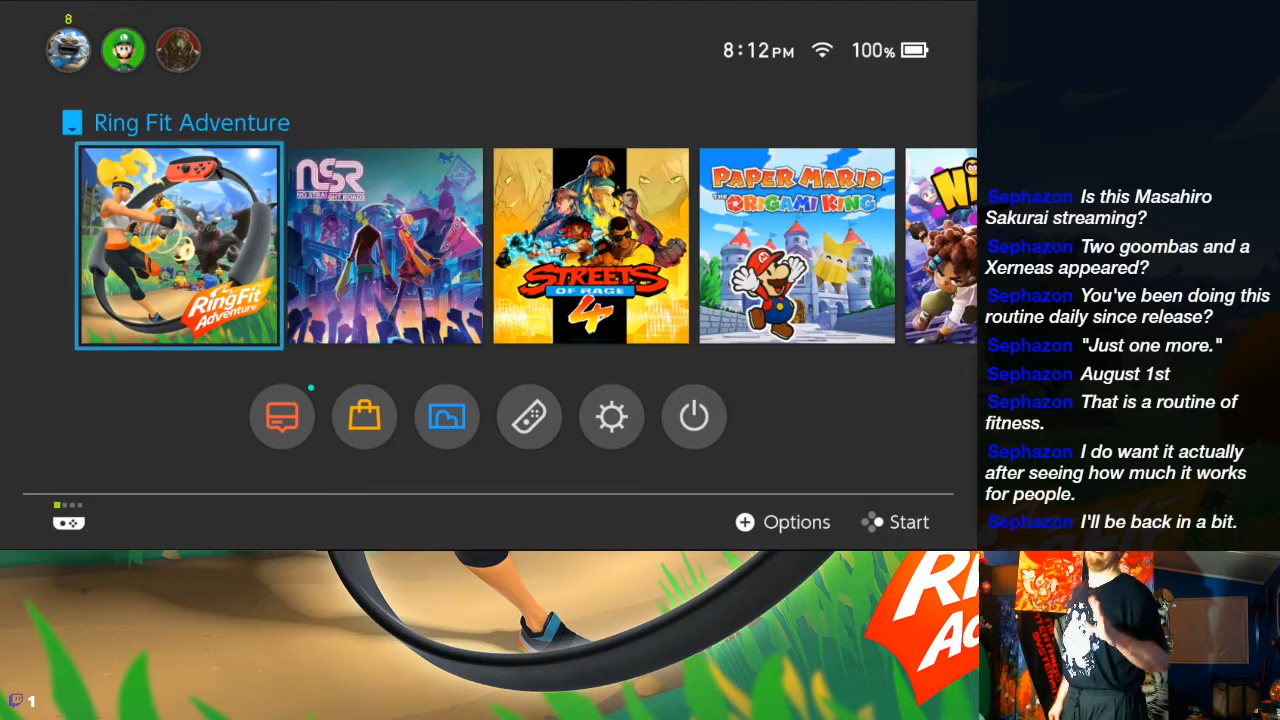 8
8:12PM 100%
Ring Fit Adventure
RingFit
Adventure
NSR
NO STRAIGHT ROADS
STREETS
OF RAGE
4
PAPER MARIO
THE ORIGAMI KING
NI
Options Start
Sephazon Is this Masahiro
Sakurai streaming?
Sephazon Two goombas and a
Xerneas appeared?
Sephazon You've been doing this
routine daily since release?
Sephazon "Just one more."
Sephazon August 1st
Sephazon That is a routine of
fitness.
Sephazon I do want it actually
after seeing how much it works
for people.
Sephazon I'll be back in a bit.
1